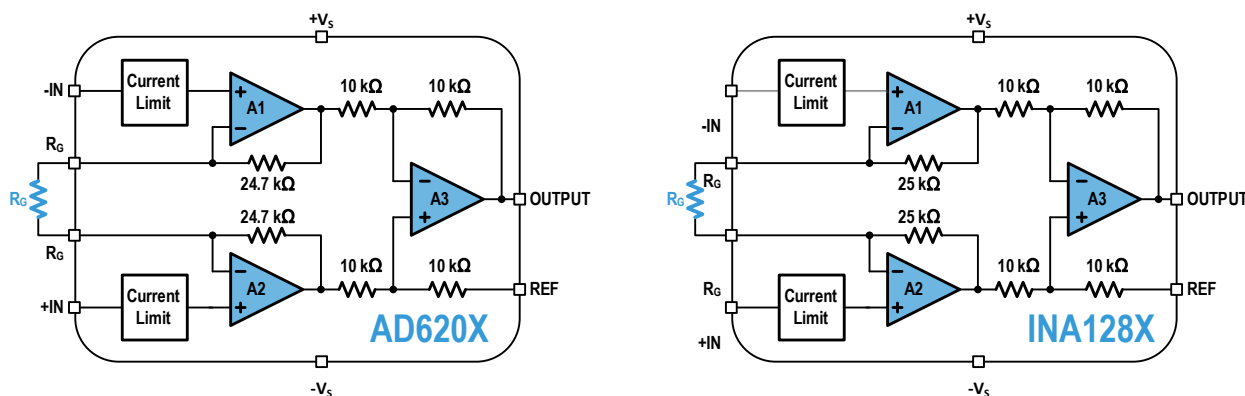 +Vs
-IN
Current
Limit
A1
10 kΩ
10 kΩ
RG
24.7 kΩ
RG
A3
OUTPUT
24.7 kΩ
RG
A2
10 kΩ
10 kΩ
REF
+IN
Current
Limit
AD620X
-Vs
+Vs
Current
Limit
A1
10 kΩ
10 kΩ
-IN
25 kΩ
RG
RG
A3
OUTPUT
25 kΩ
RG
A2
10 kΩ
10 kΩ
REF
Current
Limit
+IN
INA128X
-Vs